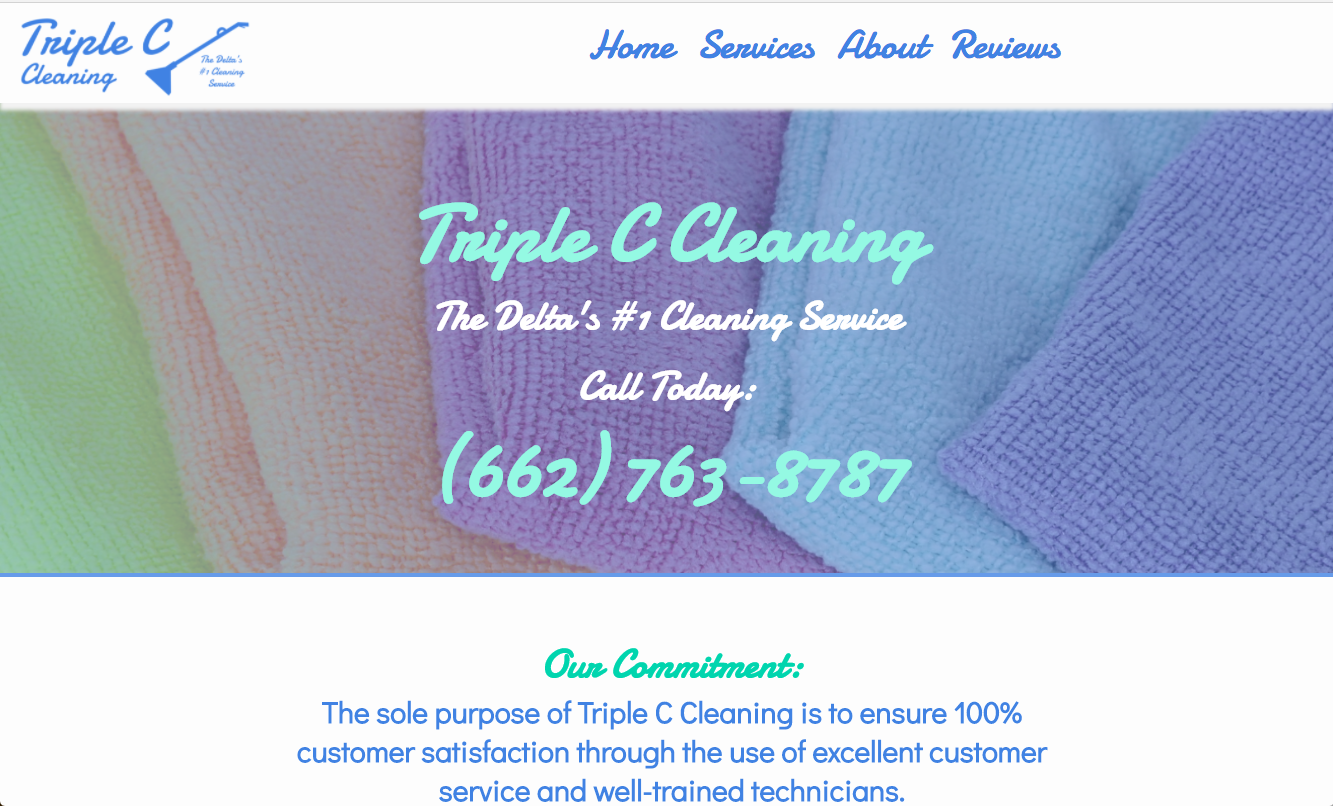 Triple C
Cleaning
The Delta's
#1 Cleaning
Service
Home Services About Reviews
Triple C Cleaning
The Delta's #1 Cleaning Service
Call Today:
(662) 763-8787
Our Commitment:
The sole purpose of Triple C Cleaning is to ensure 100%
customer satisfaction through the use of excellent customer
service and well-trained technicians.